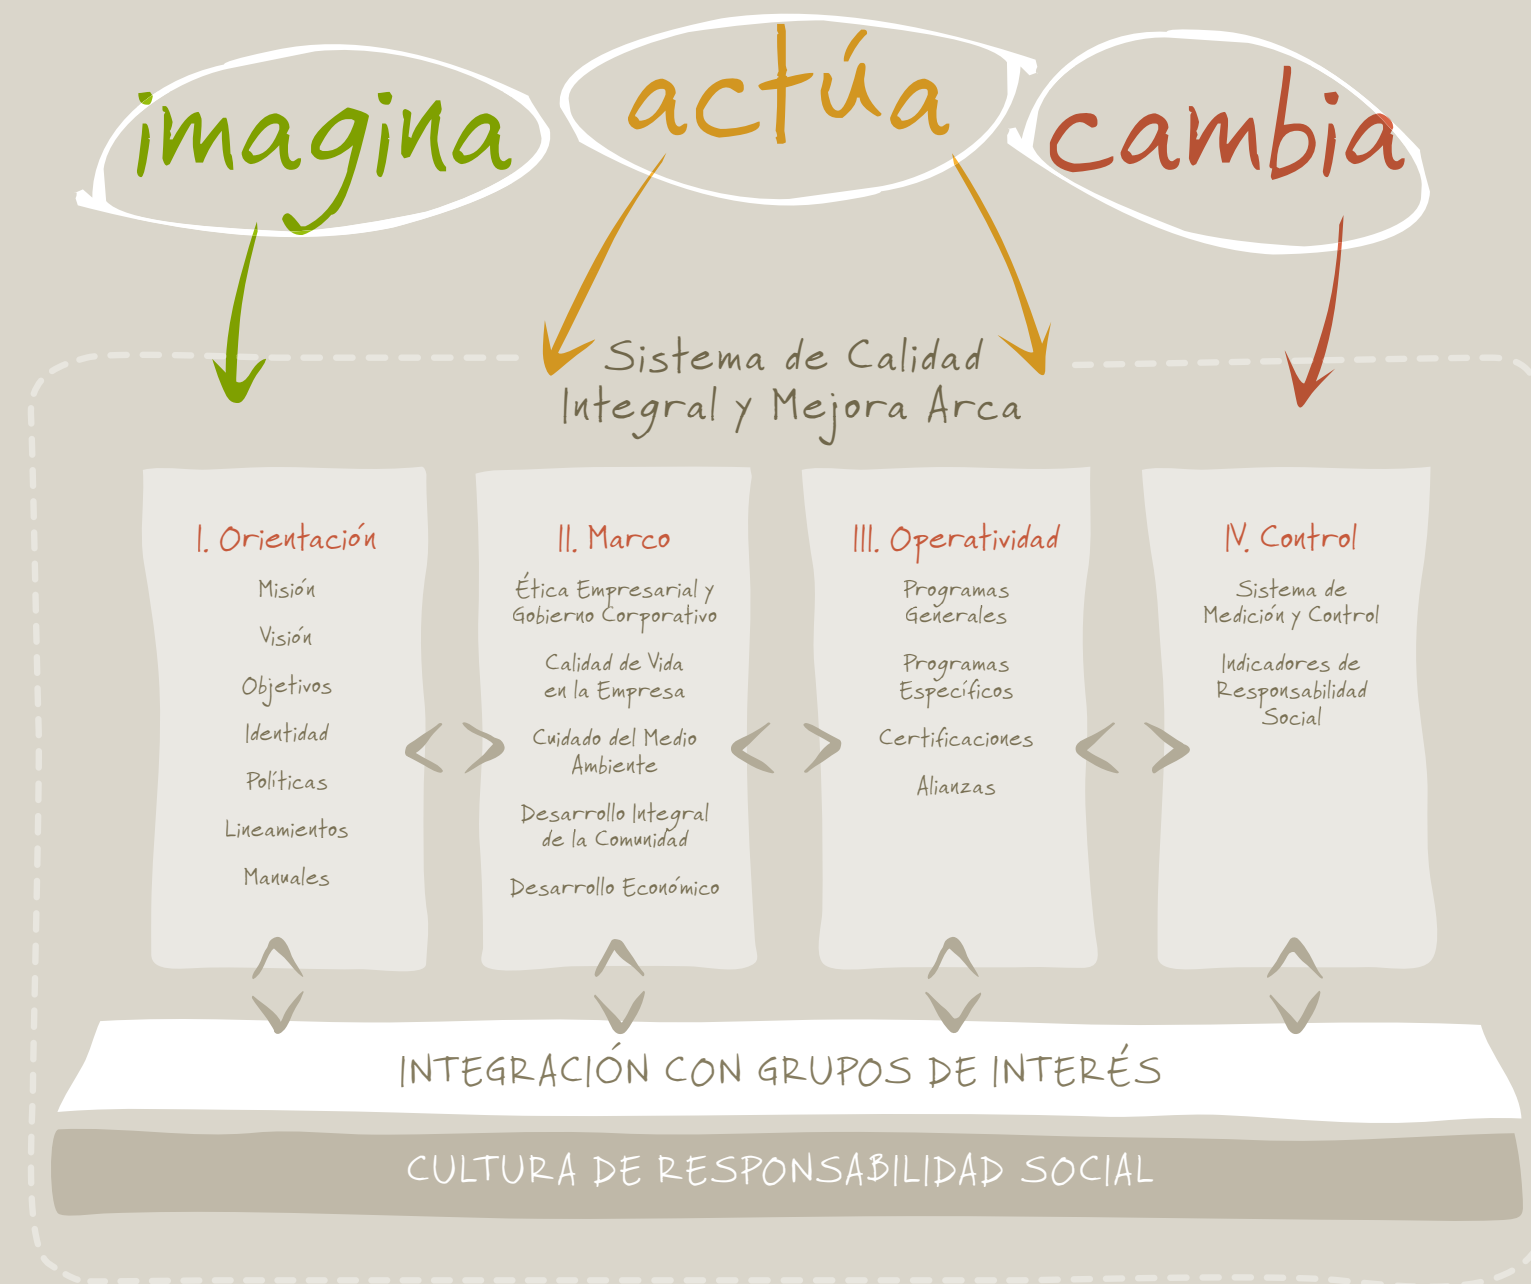 imagina
actúa
cambia
Sistema de Calidad
Integral y Mejora Arca
I. Orientación
Misión
Visión
Objetivos
Identidad
Políticas
Lineamientos
Manuales
II. Marco
Ética Empresarial y
Gobierno Corporativo
Calidad de Vida
en la Empresa
Cuidado del Medio
Ambiente
Desarrollo Integral
de la Comunidad
Desarrollo Económico
III. Operatividad
Programas
Generales
Programas
Específicos
Certificaciones
Alianzas
IV. Control
Sistema de
Medición y Control
Indicadores de
Responsabilidad
Social
INTEGRACIÓN CON GRUPOS DE INTERÉS
CULTURA DE RESPONSABILIDAD SOCIAL